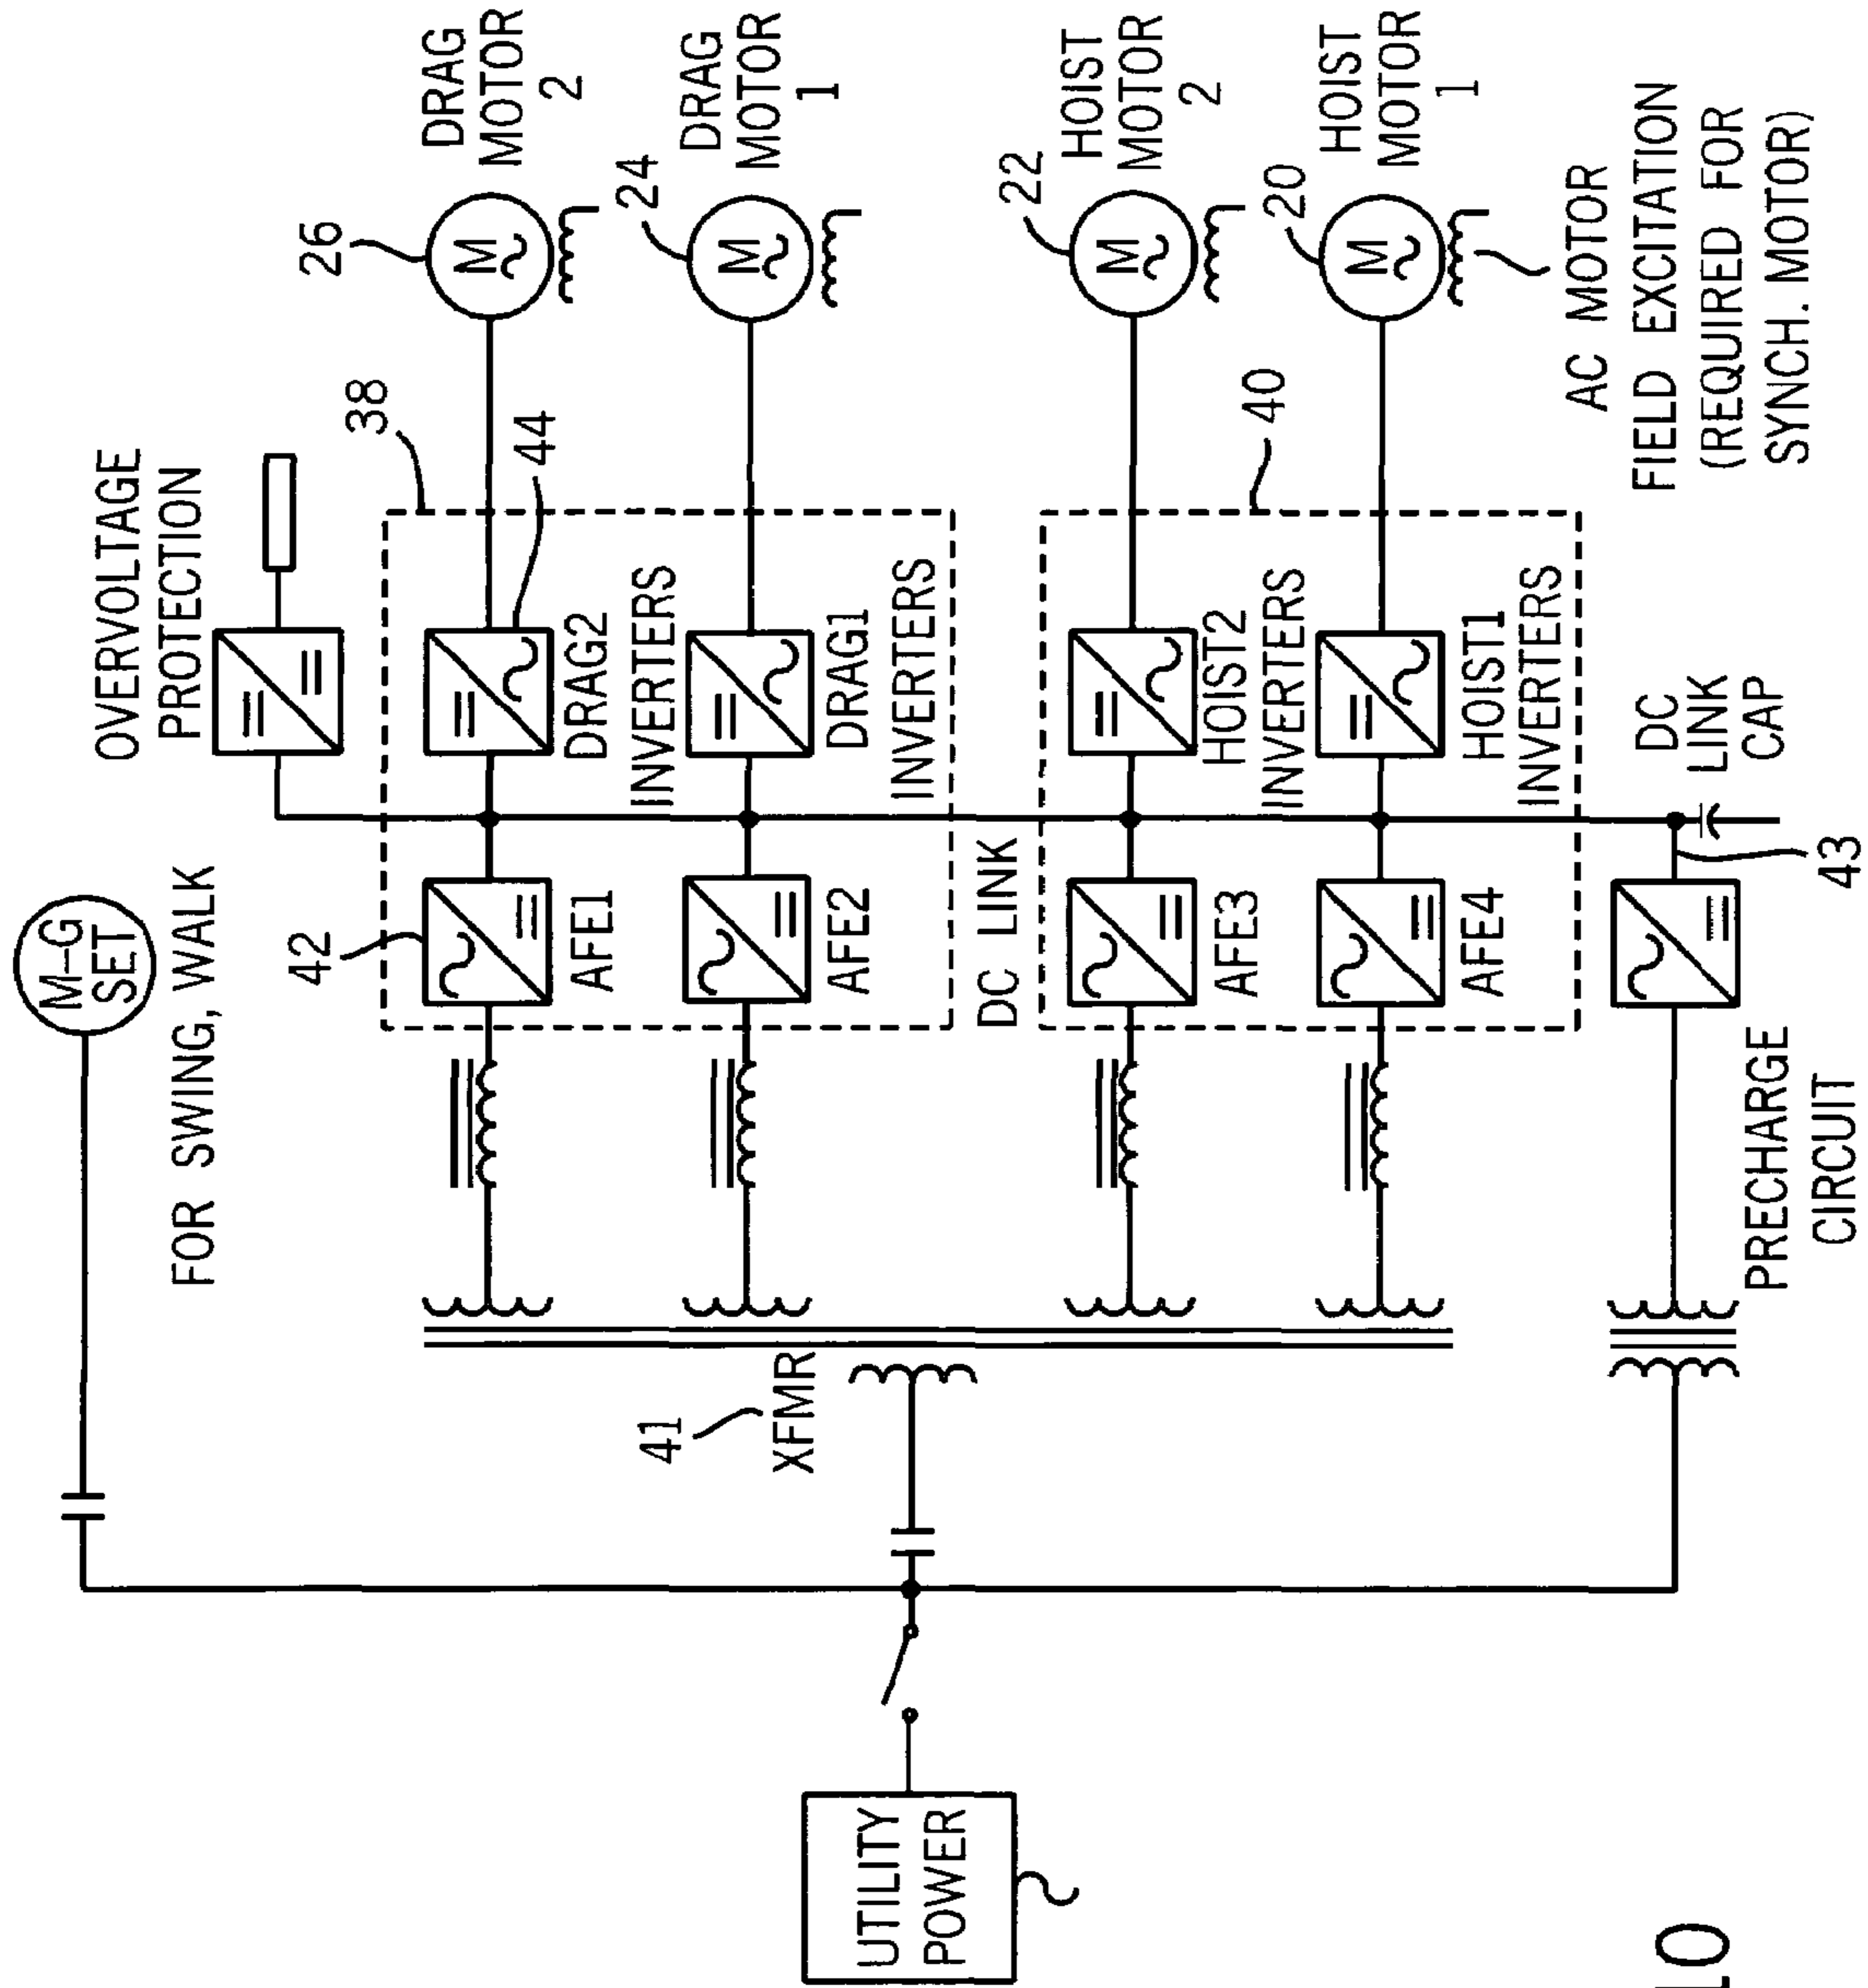 M-G
SET
FOR SWING, WALK
OVERVOLTAGE
PROTECTION
38
26
DRAG
MOTOR
2
42
AFE1
44
DRAG2
INVERTERS
24
DRAG
MOTOR
1
AFE2
DRAG1
INVERTERS
41
XFMR
UTILITY
POWER
DC LINK
22
HOIST
MOTOR
2
AFE3
HOIST2
INVERTERS
40
20
HOIST
MOTOR
1
AFE4
HOIST1
INVERTERS
M
M
M
M
AC MOTOR
FIELD EXCITATION
(REQUIRED FOR
SYNCH. MOTOR)
DC
LINK
CAP
43
PRECHARGE
CIRCUIT